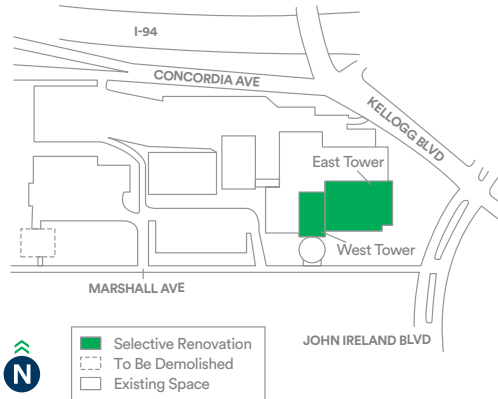 I-94
CONCORDIA AVE
KELLOGG BLVD
East Tower
West Tower
MARSHALL AVE
JOHN IRELAND BLVD
Selective Renovation
To Be Demolished
Existing Space
N